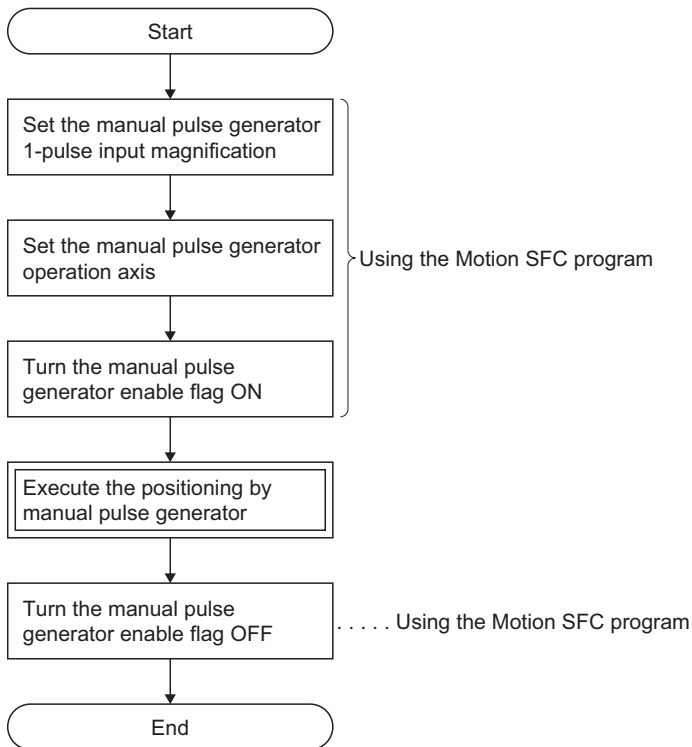 Start
Set the manual pulse generator
1-pulse input magnification
Set the manual pulse generator
operation axis
Using the Motion SFC program
Turn the manual pulse
generator enable flag ON
Execute the positioning by
manual pulse generator
Turn the manual pulse
generator enable flag OFF
. . . . . Using the Motion SFC program
End